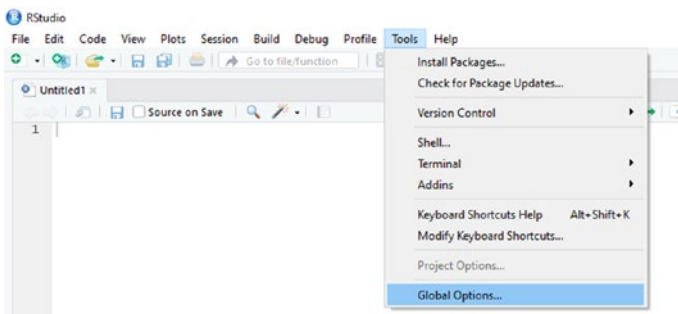 RStudio
File Edit Code View Plots Session Build Debug Profile Tools Help
Go to file/function
Install Packages...
Check for Package Updates...
Untitled1
Source on Save
Version Control
1
Shell...
Terminal
Addins
Keyboard Shortcuts Help Alt+Shift+K
Modify Keyboard Shortcuts...
Project Options...
Global Options...